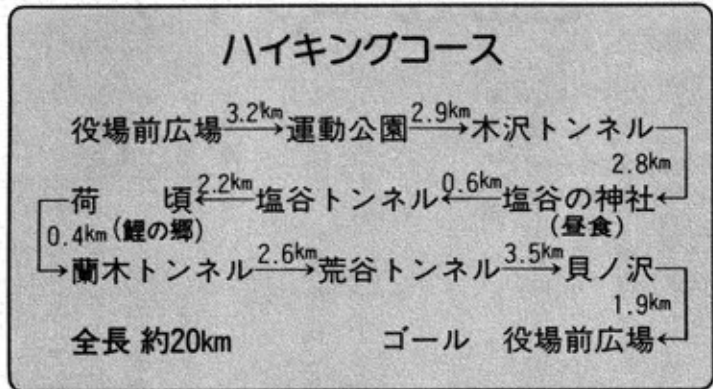 ハイキングコース
役場前広場 3.2km→ 運動公園 2.9km→ 木沢トンネル
2.8km
荷　頃 ←2.2km 塩谷トンネル ←0.6km 塩谷の神社
0.4km (鯉の郷) (昼食)
蘭木トンネル 2.6km→ 荒谷トンネル 3.5km→ 貝ノ沢
1.9km
全長 約20km ゴール 役場前広場